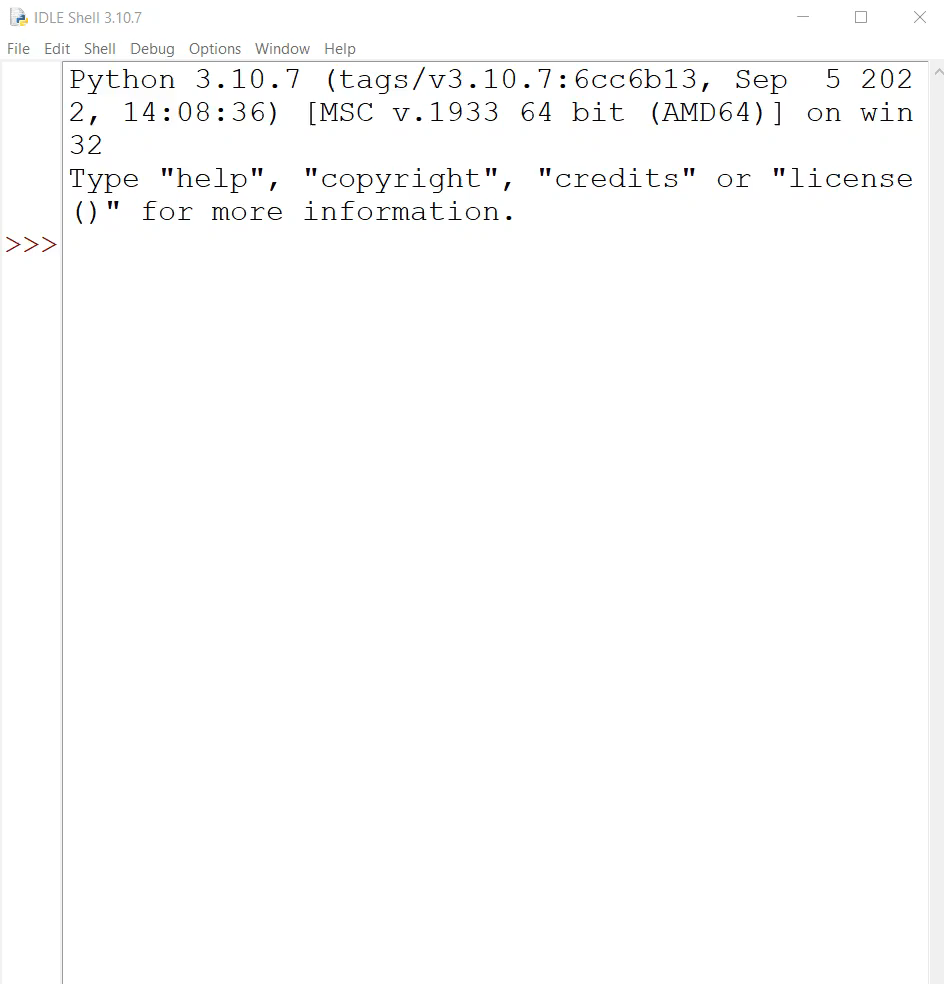 IDLE Shell 3.10.7
File Edit Shell Debug Options Window Help
Python 3.10.7 (tags/v3.10.7:6cc6b13, Sep  5 202
2, 14:08:36) [MSC v.1933 64 bit (AMD64)] on win
32
Type "help", "copyright", "credits" or "license
()" for more information.
>>>